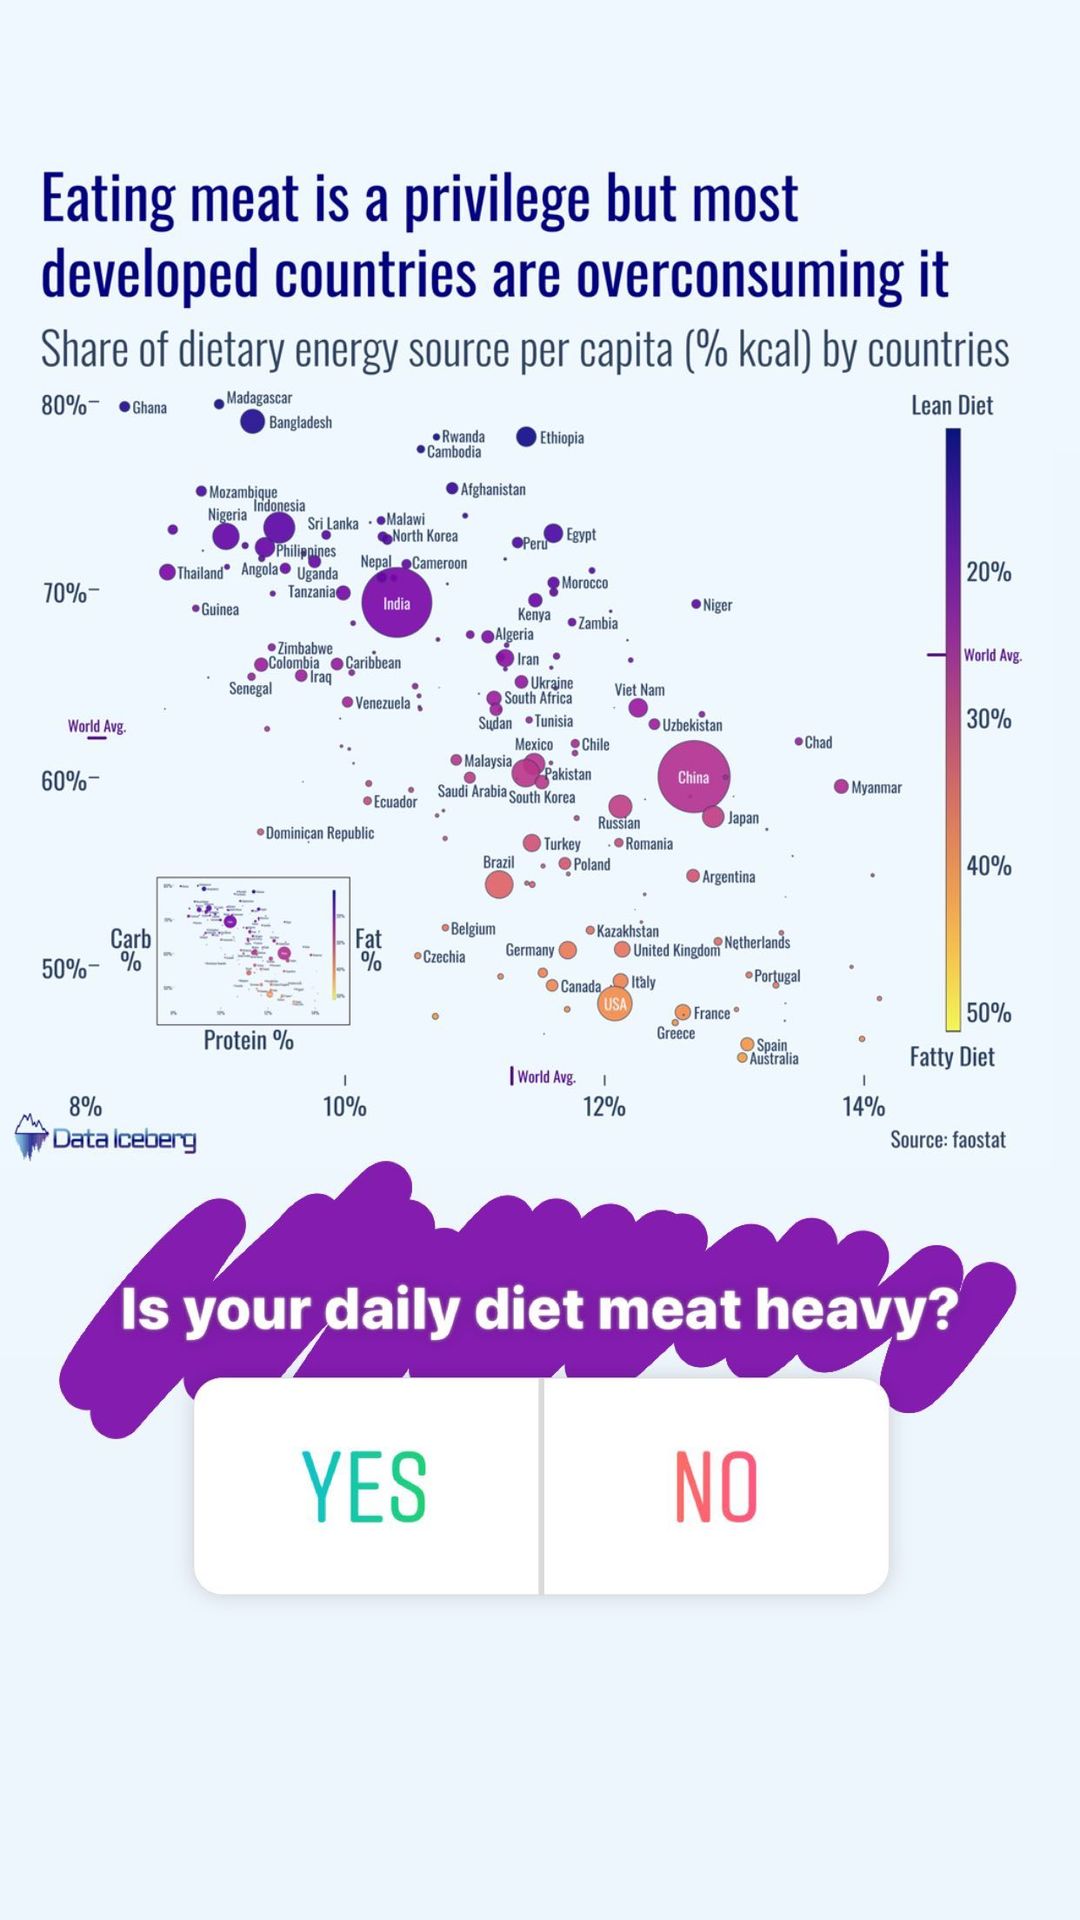 Eating meat is a privilege but most
developed countries are overconsuming it
Share of dietary energy source per capita (% kcal) by countries
80%
Ghana
Madagascar
Bangladesh
Rwanda
Cambodia
Ethiopia
Lean Diet
Mozambique
Indonesia
Nigeria
Sri Lanka
Malawi
North Korea
Afghanistan
Peru
Egypt
Philippines
Thailand
Angola
Uganda
Nepal
Cameroon
20%
70%
Tanzania
India
Morocco
Guinea
Kenya
Niger
Zambia
Algeria
Zimbabwe
Colombia
Caribbean
Iran
World Avg.
Senegal
Iraq
Ukraine
Venezuela
South Africa
Viet Nam
World Avg.
Sudan
Tunisia
Uzbekistan
30%
Mexico
Chile
Chad
Malaysia
Pakistan
60%
China
Saudi Arabia
South Korea
Myanmar
Ecuador
Russian
Japan
Dominican Republic
Turkey
Romania
Brazil
Poland
Argentina
40%
Belgium
Kazakhstan
Carb
%
Fat
%
Protein %
Germany
United Kingdom
Netherlands
Czechia
50%
Canada
Italy
Portugal
USA
France
Greece
50%
Spain
Australia
Fatty Diet
World Avg.
8%
10%
12%
14%
Data Iceberg
Source: faostat
Is your daily diet meat heavy?
YES
NO